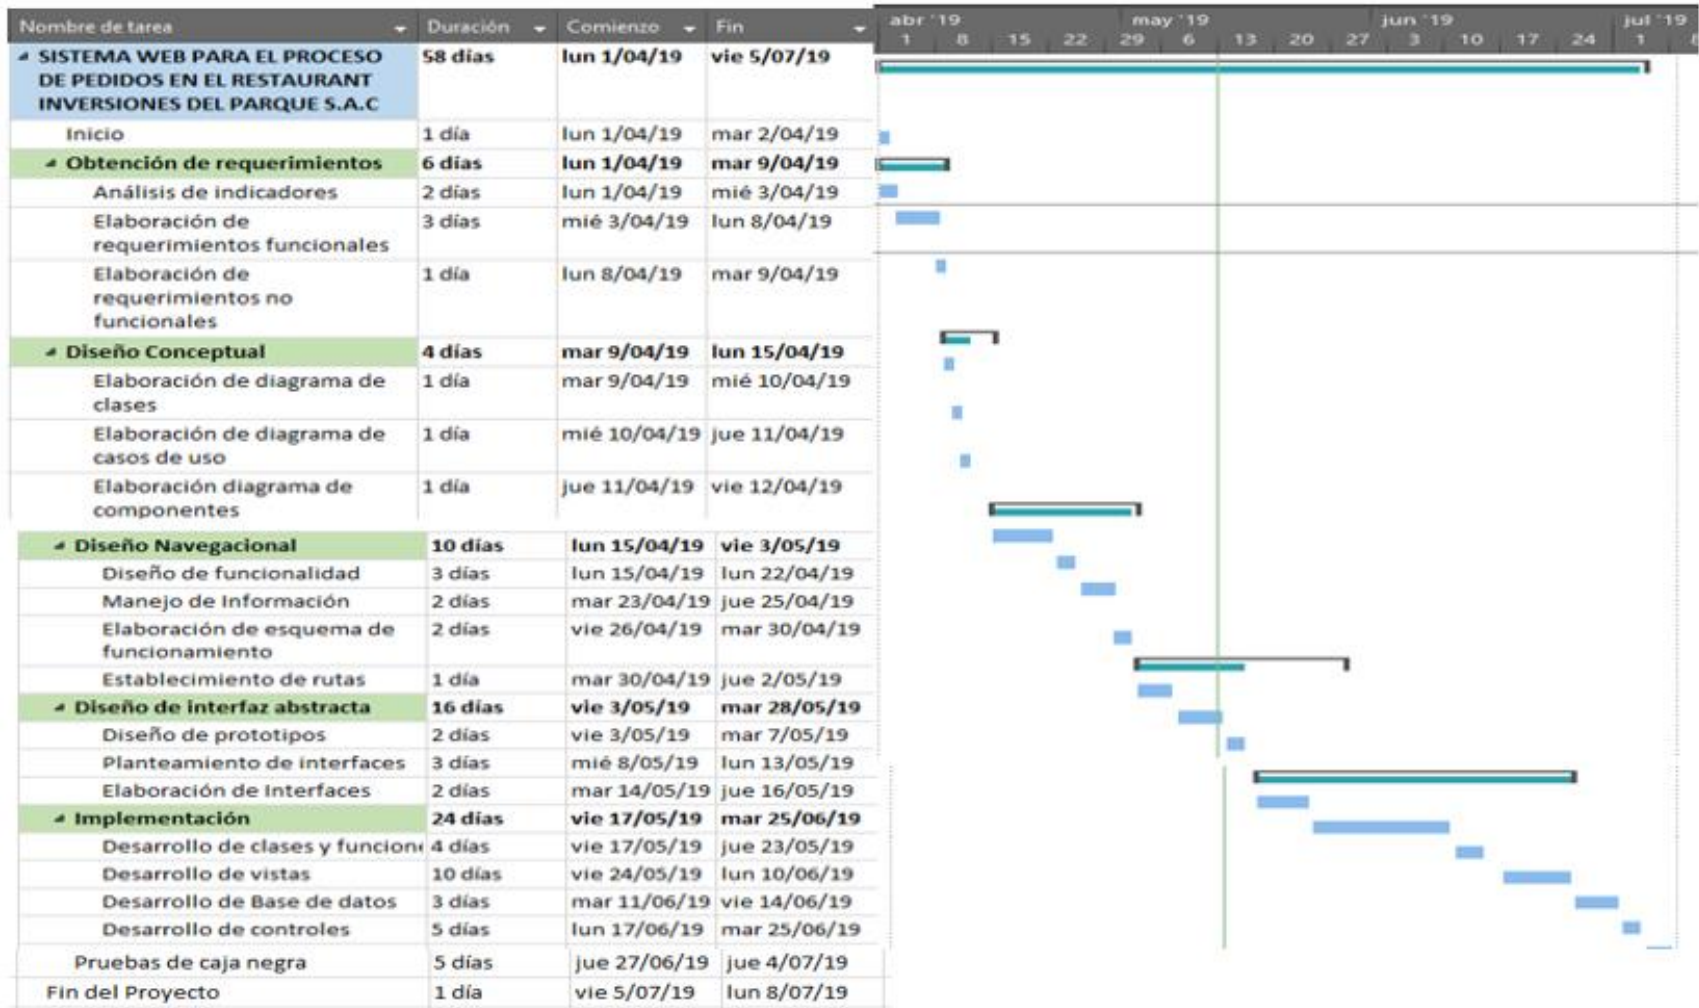 Nombre de tarea Duración Comienzo Fin abr '19 may '19 jun '19 jul '19
1 8 15 22 29 6 13 20 27 3 10 17 24 1 8
SISTEMA WEB PARA EL PROCESO 58 días lun 1/04/19 vie 5/07/19
DE PEDIDOS EN EL RESTAURANT
INVERSIONES DEL PARQUE S.A.C
Inicio 1 día lun 1/04/19 mar 2/04/19
Obtención de requerimientos 6 días lun 1/04/19 mar 9/04/19
Análisis de indicadores 2 días lun 1/04/19 mié 3/04/19
Elaboración de 3 días mié 3/04/19 lun 8/04/19
requerimientos funcionales
Elaboración de 1 día lun 8/04/19 mar 9/04/19
requerimientos no
funcionales
Diseño Conceptual 4 días mar 9/04/19 lun 15/04/19
Elaboración de diagrama de 1 día mar 9/04/19 mié 10/04/19
clases
Elaboración de diagrama de 1 día mié 10/04/19 jue 11/04/19
casos de uso
Elaboración diagrama de 1 día jue 11/04/19 vie 12/04/19
componentes
Diseño Navegacional 10 días lun 15/04/19 vie 3/05/19
Diseño de funcionalidad 3 días lun 15/04/19 lun 22/04/19
Manejo de Información 2 días mar 23/04/19 jue 25/04/19
Elaboración de esquema de 2 días vie 26/04/19 mar 30/04/19
funcionamiento
Establecimiento de rutas 1 día mar 30/04/19 jue 2/05/19
Diseño de interfaz abstracta 16 días vie 3/05/19 mar 28/05/19
Diseño de prototipos 2 días vie 3/05/19 mar 7/05/19
Planteamiento de interfaces 3 días mié 8/05/19 lun 13/05/19
Elaboración de Interfaces 2 días mar 14/05/19 jue 16/05/19
Implementación 24 días vie 17/05/19 mar 25/06/19
Desarrollo de clases y funcion 4 días vie 17/05/19 jue 23/05/19
Desarrollo de vistas 10 días vie 24/05/19 lun 10/06/19
Desarrollo de Base de datos 3 días mar 11/06/19 vie 14/06/19
Desarrollo de controles 5 días lun 17/06/19 mar 25/06/19
Pruebas de caja negra 5 días jue 27/06/19 jue 4/07/19
Fin del Proyecto 1 día vie 5/07/19 lun 8/07/19